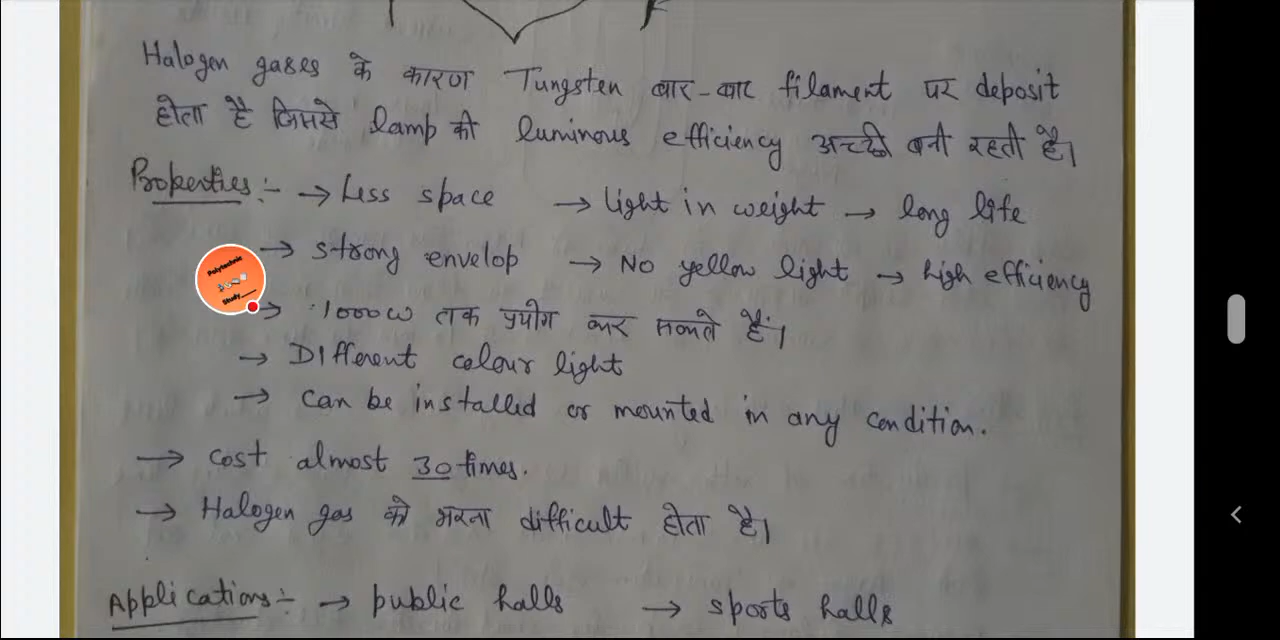 Halogen gases के कारण Tungsten बार-बार filament पर deposit
होता है जिससे lamp की luminous efficiency अच्छी बनी रहती है।
Properties:- → Less space → light in weight → long life
→ strong envelop → No yellow light → high efficiency
Polytechnic
Study
→ 1000W तक प्रयोग कर सकते हैं।
→ Different colour light
→ can be installed or mounted in any condition.
→ cost almost 30 times.
→ Halogen gas को भरना difficult होता है।
Applications:- → public halls → sports halls